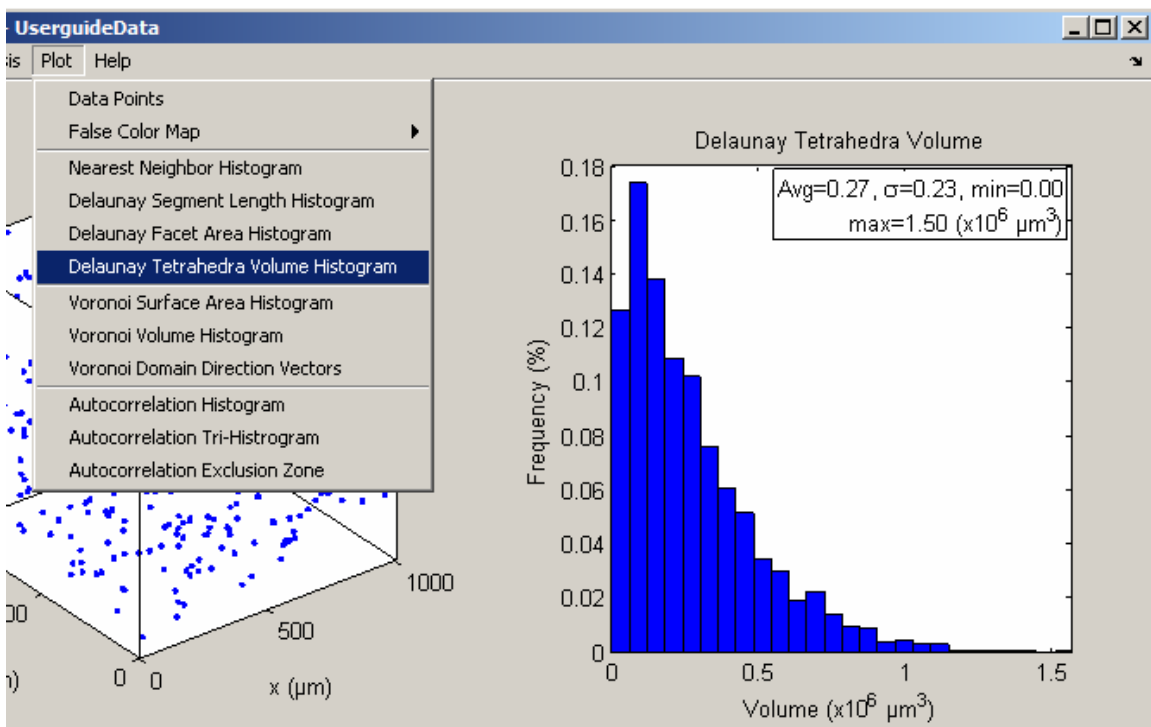 - UserguideData
is Plot Help
Data Points
False Color Map
Nearest Neighbor Histogram
Delaunay Segment Length Histogram
Delaunay Facet Area Histogram
Delaunay Tetrahedra Volume Histogram
Voronoi Surface Area Histogram
Voronoi Volume Histogram
Voronoi Domain Direction Vectors
Autocorrelation Histogram
Autocorrelation Tri-Histrogram
Autocorrelation Exclusion Zone
1000
500
0
x (µm)
00
0
0
)
Delaunay Tetrahedra Volume
Avg=0.27, σ=0.23, min=0.00
max=1.50 (x10⁶ µm³)
Frequency (%)
0.18
0.16
0.14
0.12
0.1
0.08
0.06
0.04
0.02
0
0
0.5
1
1.5
Volume (x10⁶ µm³)